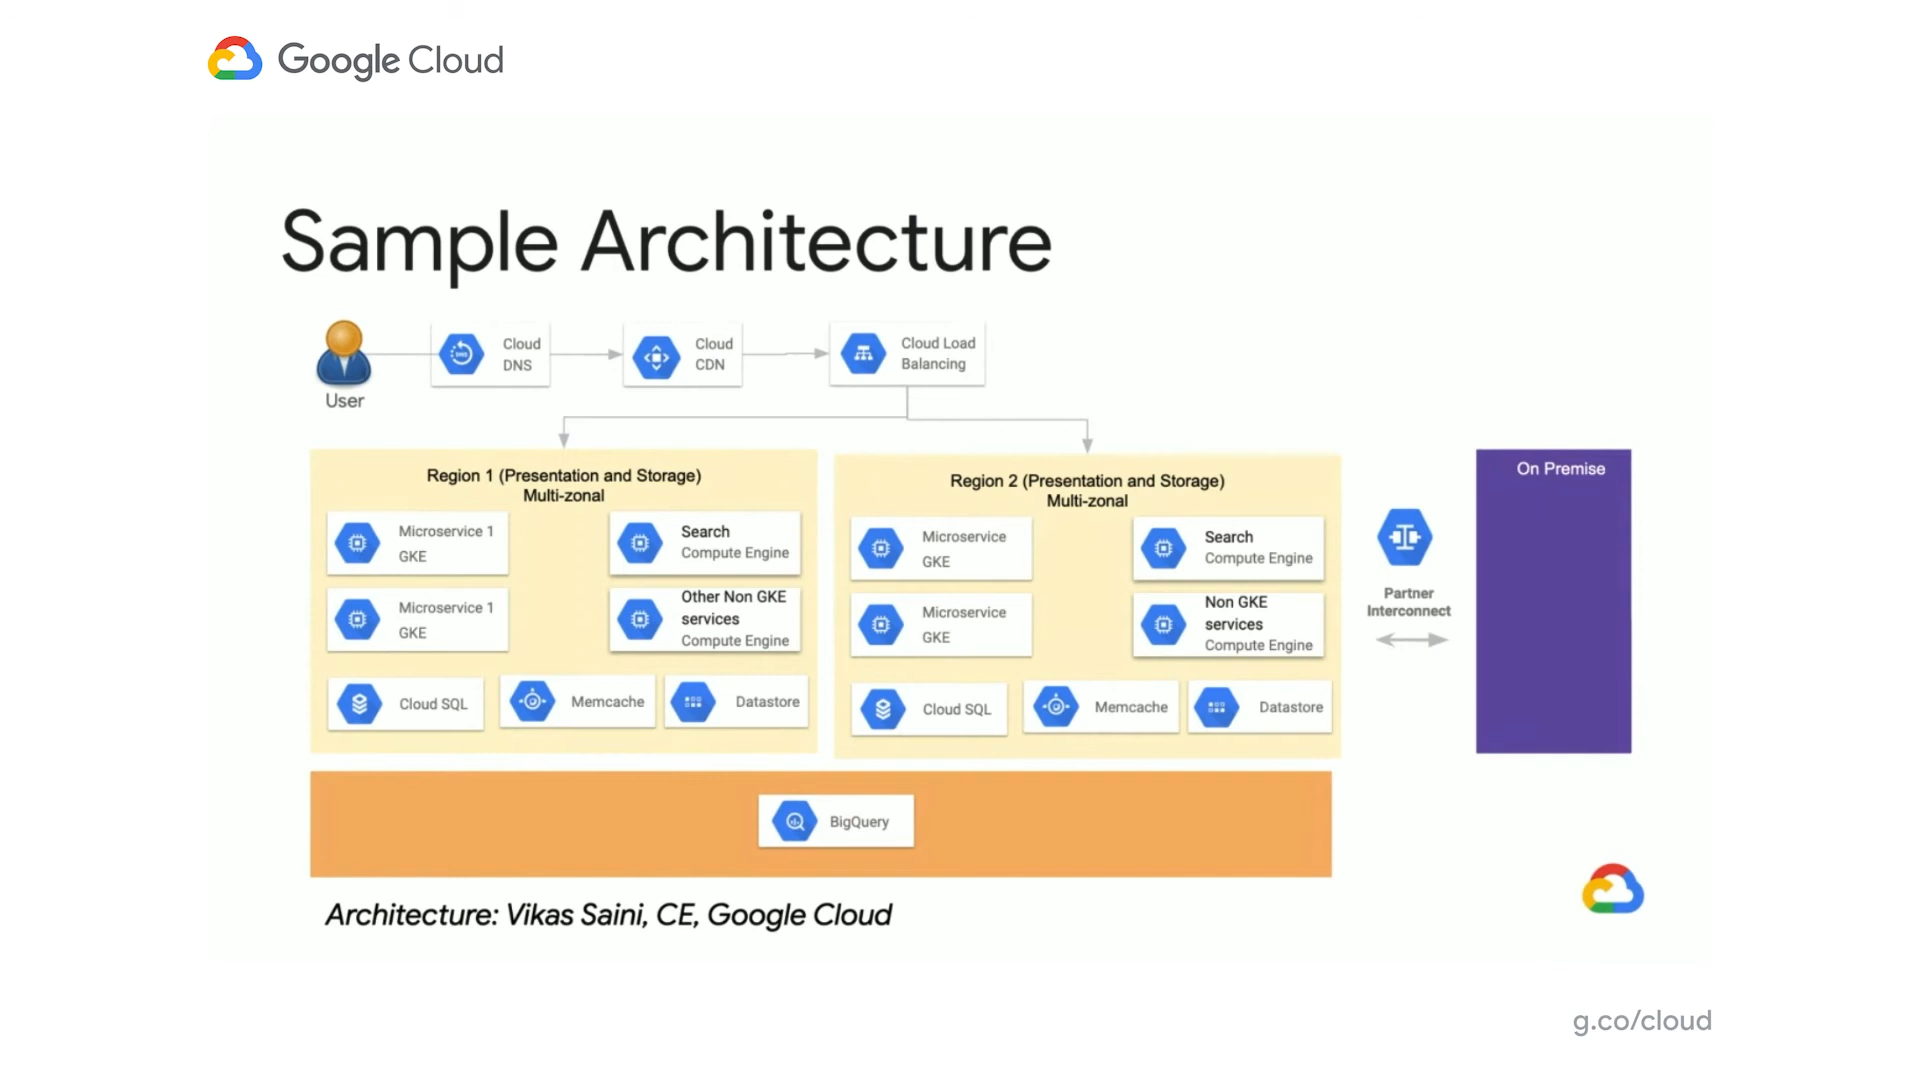 Google Cloud
Sample Architecture
User
Cloud
DNS
Cloud
CDN
Cloud Load
Balancing
Region 1 (Presentation and Storage)
Multi-zonal
Microservice 1
GKE
Search
Compute Engine
Microservice 1
GKE
Other Non GKE
services
Compute Engine
Cloud SQL
Memcache
Datastore
Region 2 (Presentation and Storage)
Multi-zonal
Microservice
GKE
Search
Compute Engine
Microservice
GKE
Non GKE
services
Compute Engine
Cloud SQL
Memcache
Datastore
Partner
Interconnect
On Premise
BigQuery
Architecture: Vikas Saini, CE, Google Cloud
g.co/cloud